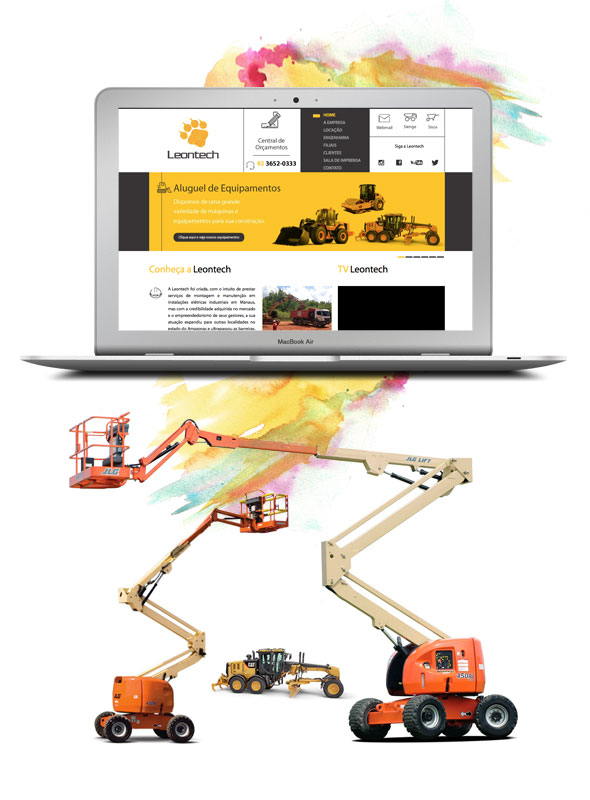 Leontech
Central de
Orçamentos
92 3652-0333
HOME
A EMPRESA
LOCAÇÃO
ENGENHARIA
FILIAIS
CLIENTES
SALA DE IMPRENSA
CONTATO
Webmail
Sienge
Sisco
Siga a Leontech
Aluguel de Equipamentos
Dispomos de uma grande
variedade de máquinas e
equipamentos para sua construção.
Clique aqui e veja nossos equipamentos
Conheça a Leontech
A Leontech foi criada, com o intuito de prestar
serviços de montagem e manutenção em
instalações elétricas industriais em Manaus,
mas com a credibilidade adquirida no mercado
e o empreendedorismo de seus gestores, a sua
atuação expandiu para outras localidades no
estado do Amazonas e ultrapassou as barreiras,
TV Leontech
MacBook Air
JLG
JLG LIFT
CAT
450AJ